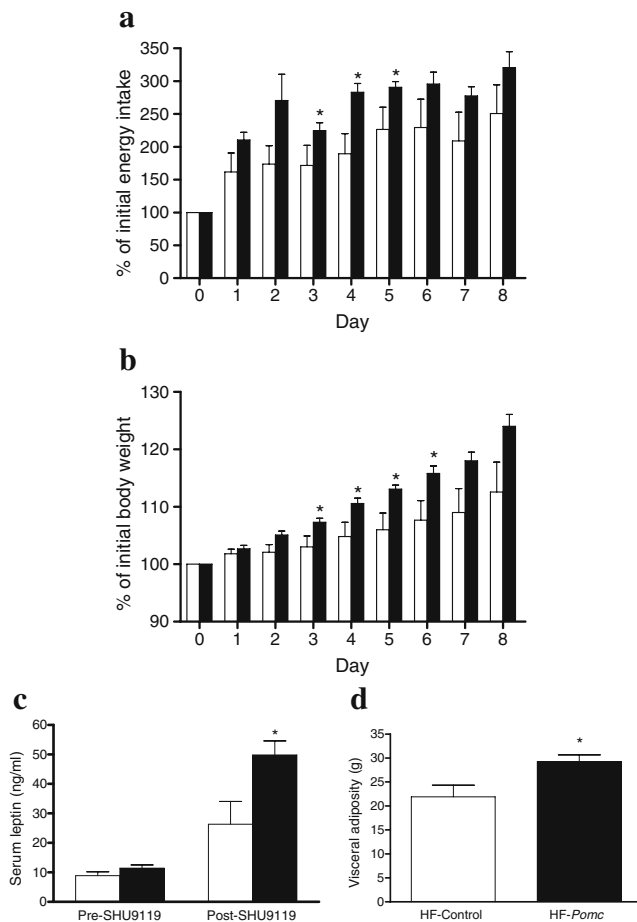 a
350
300
250
200
150
100
50
0
% of initial energy intake
* * *
0 1 2 3 4 5 6 7 8
Day
b
130
120
110
100
90
% of initial body weight
* * * *
0 1 2 3 4 5 6 7 8
Day
c
60
50
40
30
20
10
0
Serum leptin (ng/ml)
*
Pre-SHU9119 Post-SHU9119
d
35
30
25
20
15
10
5
0
Visceral adiposity (g)
*
HF-Control HF-Pomc